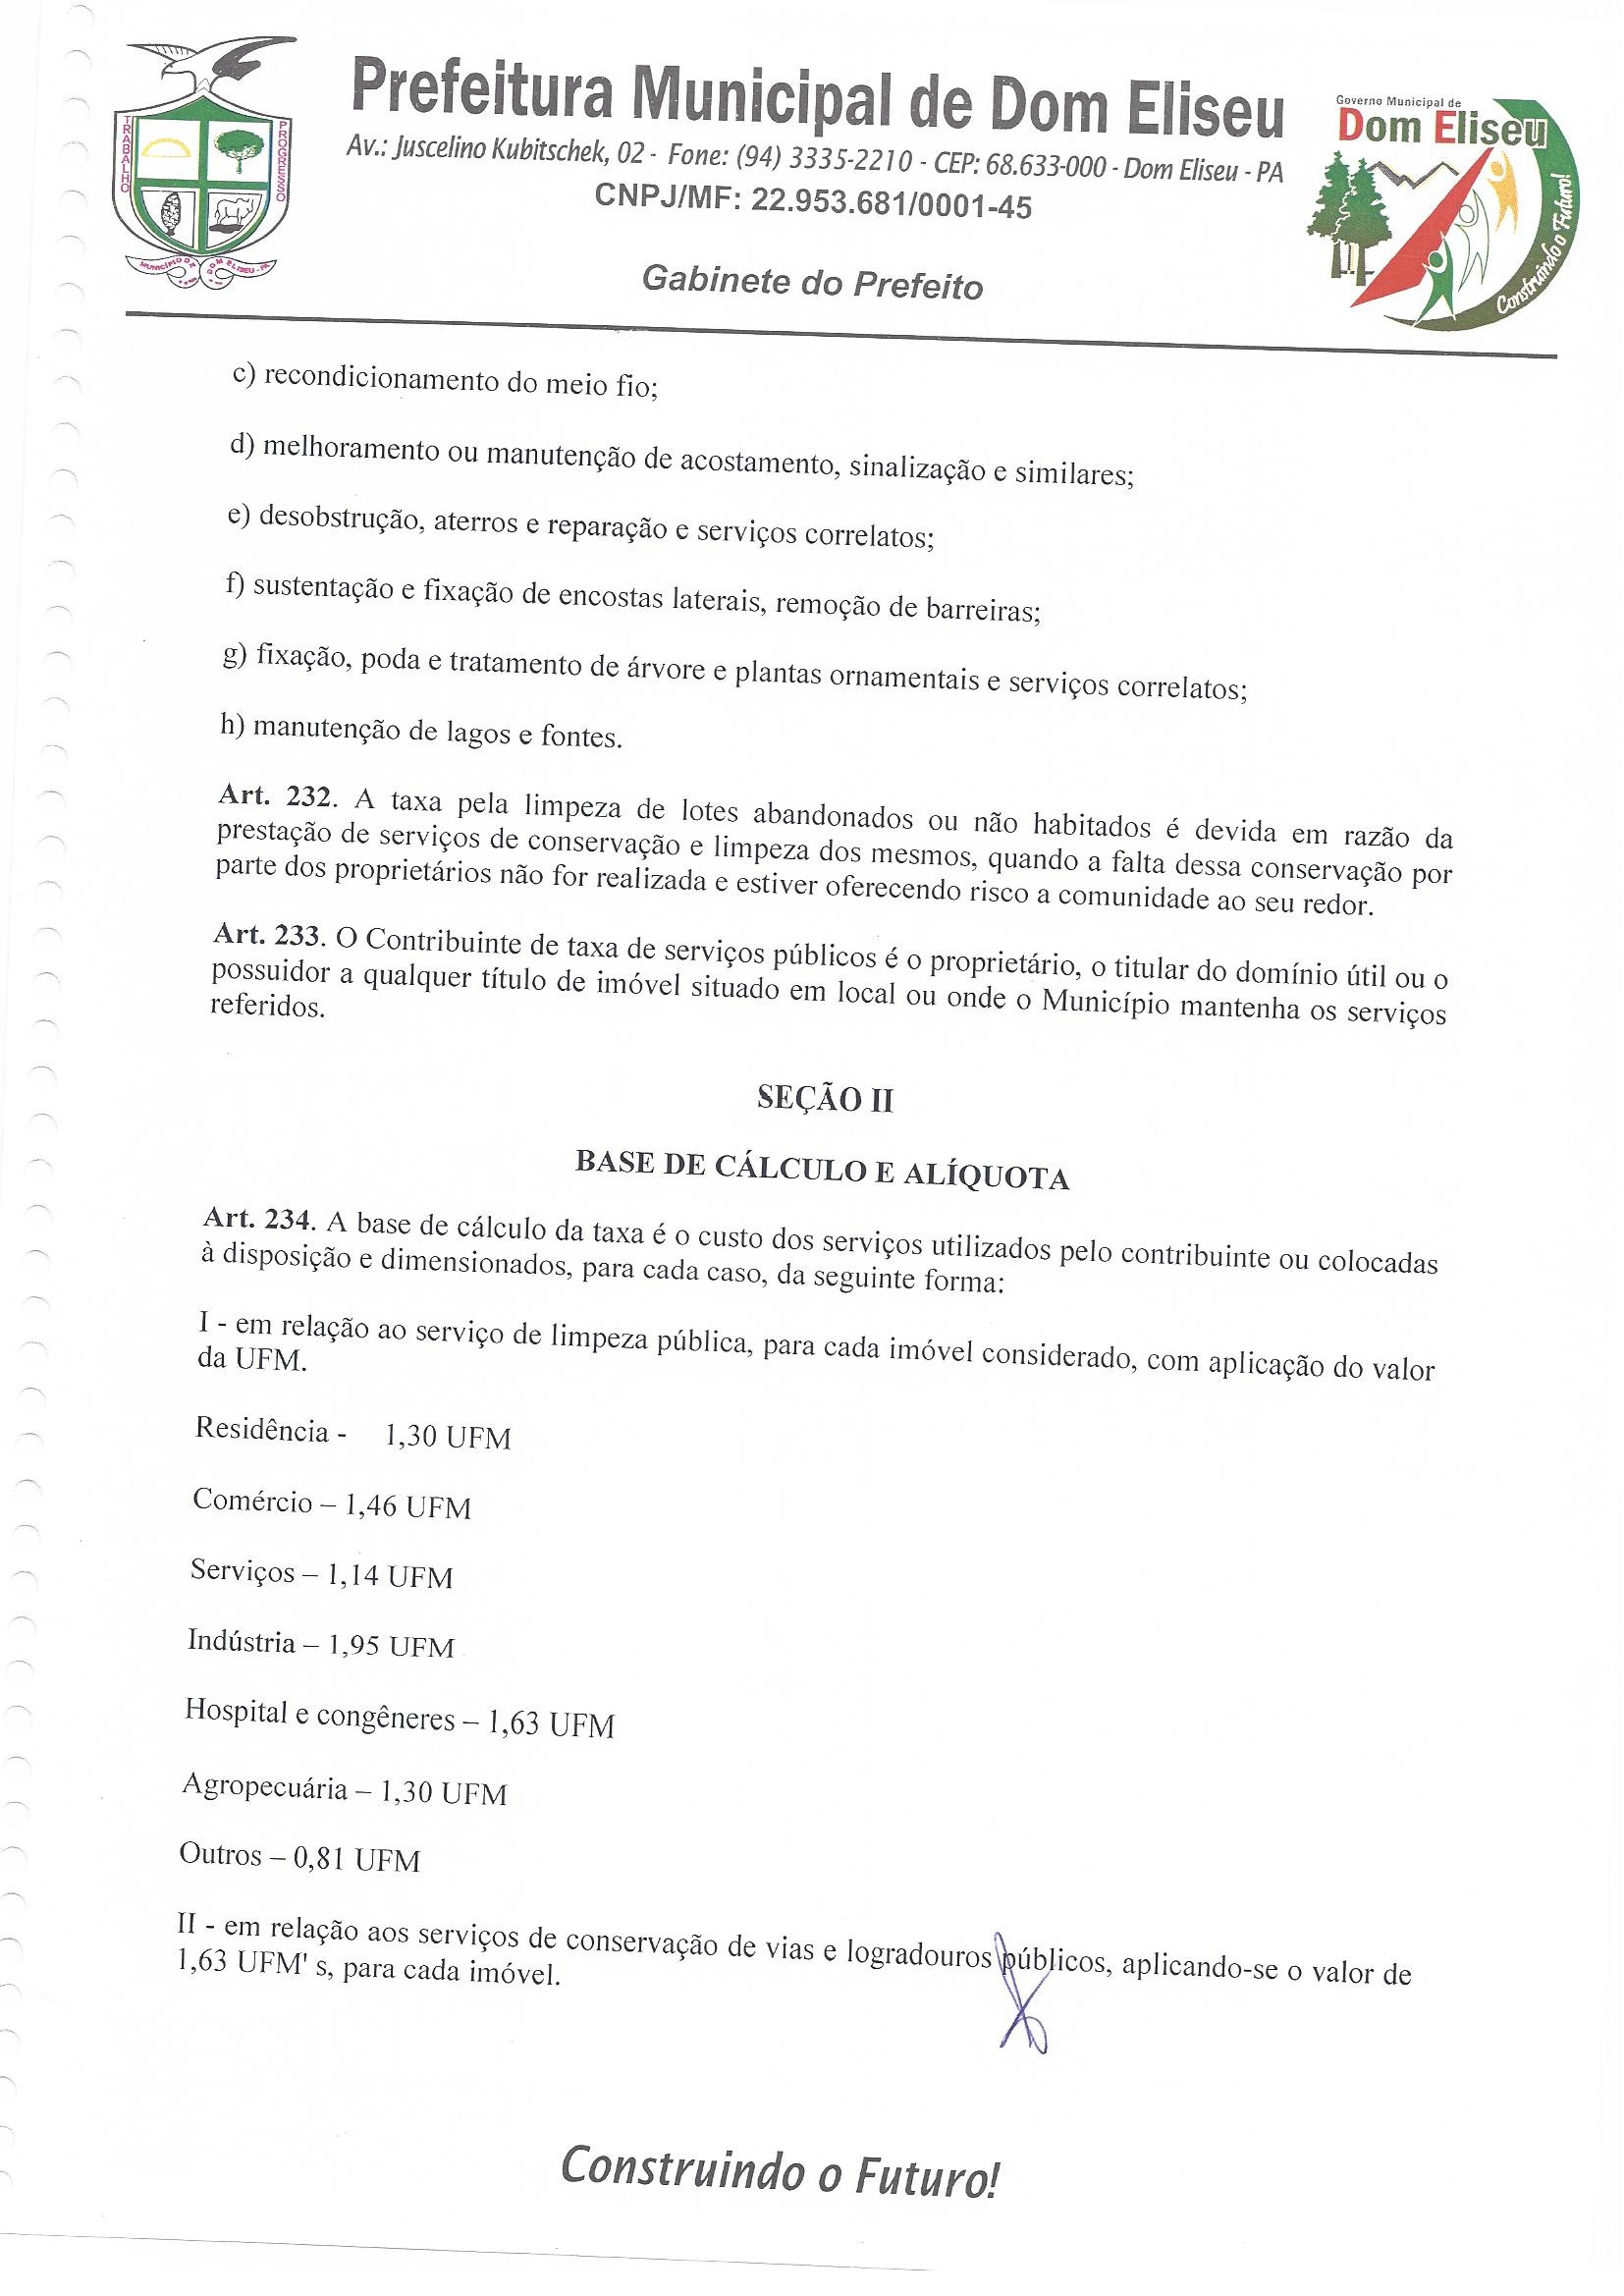 Prefeitura Municipal de Dom Eliseu
Av.: Juscelino Kubitschek, 02 - Fone: (94) 3335-2210 - CEP: 68.633-000 - Dom Eliseu - PA
CNPJ/MF: 22.953.681/0001-45
Gabinete do Prefeito
TRABALHO
PROGRESSO
MUNICÍPIO DE DOM ELISEU - PA
Governo Municipal de
Dom Eliseu
Construindo o Futuro!
c) recondicionamento do meio fio;
d) melhoramento ou manutenção de acostamento, sinalização e similares;
e) desobstrução, aterros e reparação e serviços correlatos;
f) sustentação e fixação de encostas laterais, remoção de barreiras;
g) fixação, poda e tratamento de árvore e plantas ornamentais e serviços correlatos;
h) manutenção de lagos e fontes.
Art. 232. A taxa pela limpeza de lotes abandonados ou não habitados é devida em razão da
prestação de serviços de conservação e limpeza dos mesmos, quando a falta dessa conservação por
parte dos proprietários não for realizada e estiver oferecendo risco a comunidade ao seu redor.
Art. 233. O Contribuinte de taxa de serviços públicos é o proprietário, o titular do domínio útil ou o
possuidor a qualquer título de imóvel situado em local ou onde o Município mantenha os serviços
referidos.
SEÇÃO II
BASE DE CÁLCULO E ALÍQUOTA
Art. 234. A base de cálculo da taxa é o custo dos serviços utilizados pelo contribuinte ou colocadas
à disposição e dimensionados, para cada caso, da seguinte forma:
I - em relação ao serviço de limpeza pública, para cada imóvel considerado, com aplicação do valor
da UFM.
Residência - 1,30 UFM
Comércio – 1,46 UFM
Serviços – 1,14 UFM
Indústria – 1,95 UFM
Hospital e congêneres – 1,63 UFM
Agropecuária – 1,30 UFM
Outros – 0,81 UFM
II - em relação aos serviços de conservação de vias e logradouros públicos, aplicando-se o valor de
1,63 UFM' s, para cada imóvel.
Construindo o Futuro!